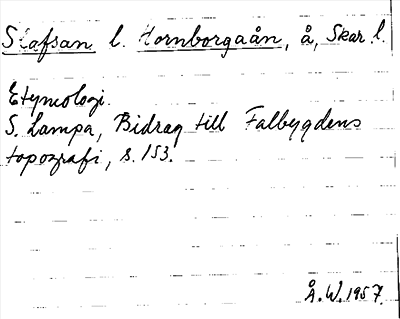 Slafsan l. Hornborgaån, å, Skar. l.
Etymologi.
S. Lampa, Bidrag till Falbygdens
topografi, s. 153.
Å. W. 1957.